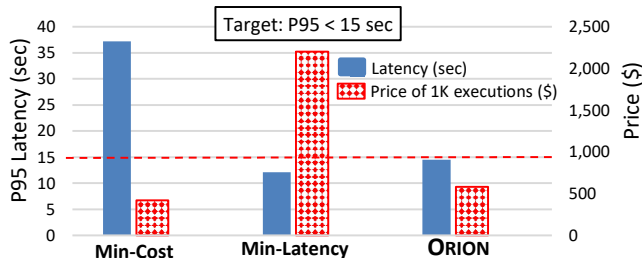 Target: P95 < 15 sec
P95 Latency (sec)
40
35
30
25
20
15
10
5
0
Latency (sec)
Price of 1K executions ($)
2,500
2,000
1,500
1,000
500
0
Price ($)
Min-Cost
Min-Latency
ORION